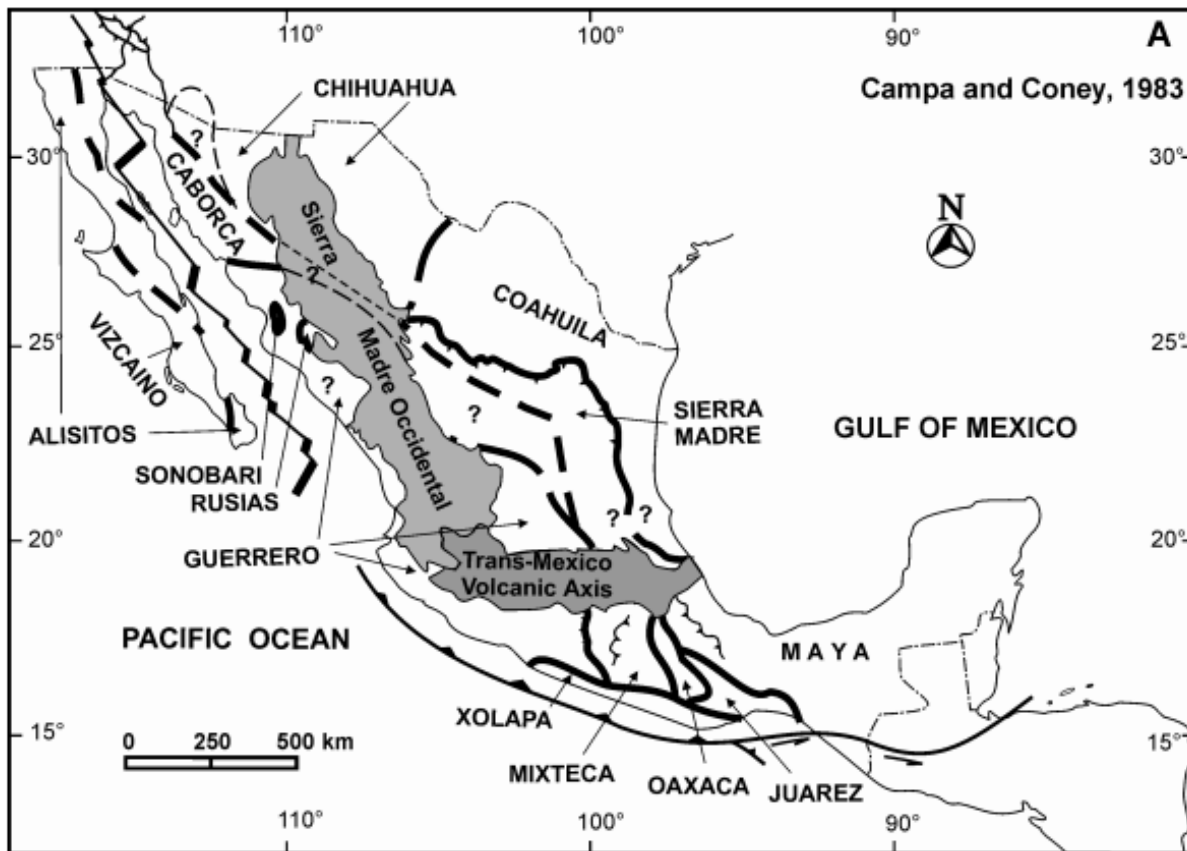 110°
100°
90°
A
Campa and Coney, 1983
CHIHUAHUA
?
30°
30°
CABORCA
Sierra
N
?
COAHUILA
VIZCAINO
25°
25°
Madre Occidental
?
?
SIERRA
MADRE
GULF OF MEXICO
ALISITOS
SONOBARI
RUSIAS
?
?
GUERRERO
20°
20°
Trans-Mexico
Volcanic Axis
PACIFIC OCEAN
MAYA
XOLAPA
15°
15°
0 250 500 km
MIXTECA
OAXACA
JUAREZ
110°
100°
90°